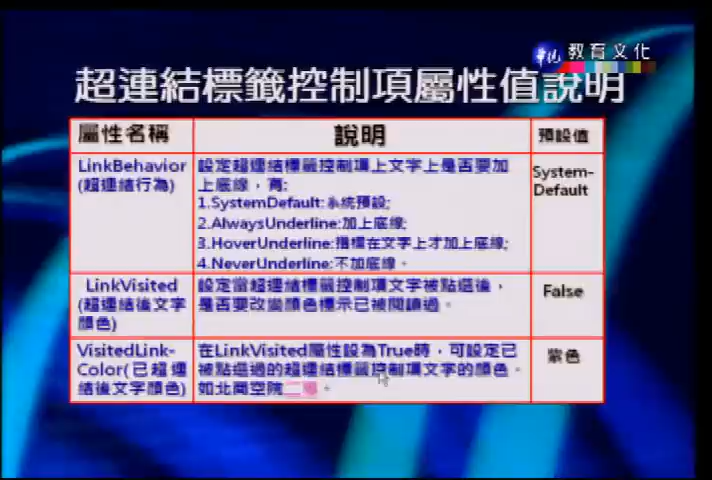 華視 教育文化
超連結標籤控制項屬性值說明
屬性名稱 說明 預設值
LinkBehavior
(超連結行為)
設定超連結標籤控制項上文字上是否要加
上底線，有:
1.SystemDefault:系統預設;
2.AlwaysUnderline:加上底線;
3.HoverUnderline:指標在文字上才加上底線;
4.NeverUnderline:不加底線。
System-
Default
LinkVisited
(超連結後文字
顏色)
設定當超連結標籤控制項文字被點選後，
是否要改變顏色標示已被閱讀過。
False
VisitedLink-
Color(已超連
結後文字顏色)
在LinkVisited屬性設為True時，可設定已
被點選過的超連結標籤控制項文字的顏色。
如北商空院二專。
紫色